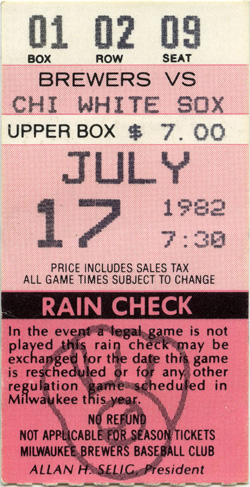 01 02 09
BOX ROW SEAT
BREWERS VS
CHI WHITE SOX
UPPER BOX $ 7.00
JULY
17 1982
7:30
PRICE INCLUDES SALES TAX
ALL GAME TIMES SUBJECT TO CHANGE
RAIN CHECK
In the event a legal game is not
played this rain check may be
exchanged for the date this game
is rescheduled or for any other
regulation game scheduled in
Milwaukee this year.
NO REFUND
NOT APPLICABLE FOR SEASON TICKETS
MILWAUKEE BREWERS BASEBALL CLUB
ALLAN H. SELIG, President